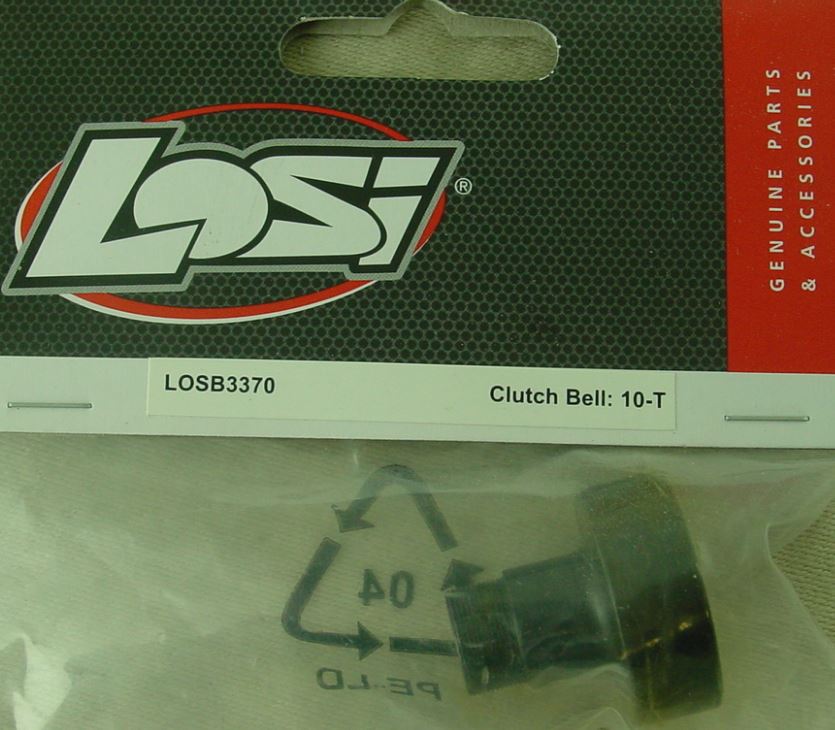 LOSi®
GENUINE PARTS
& ACCESSORIES
LOSB3370 Clutch Bell: 10-T
04
PE-LD